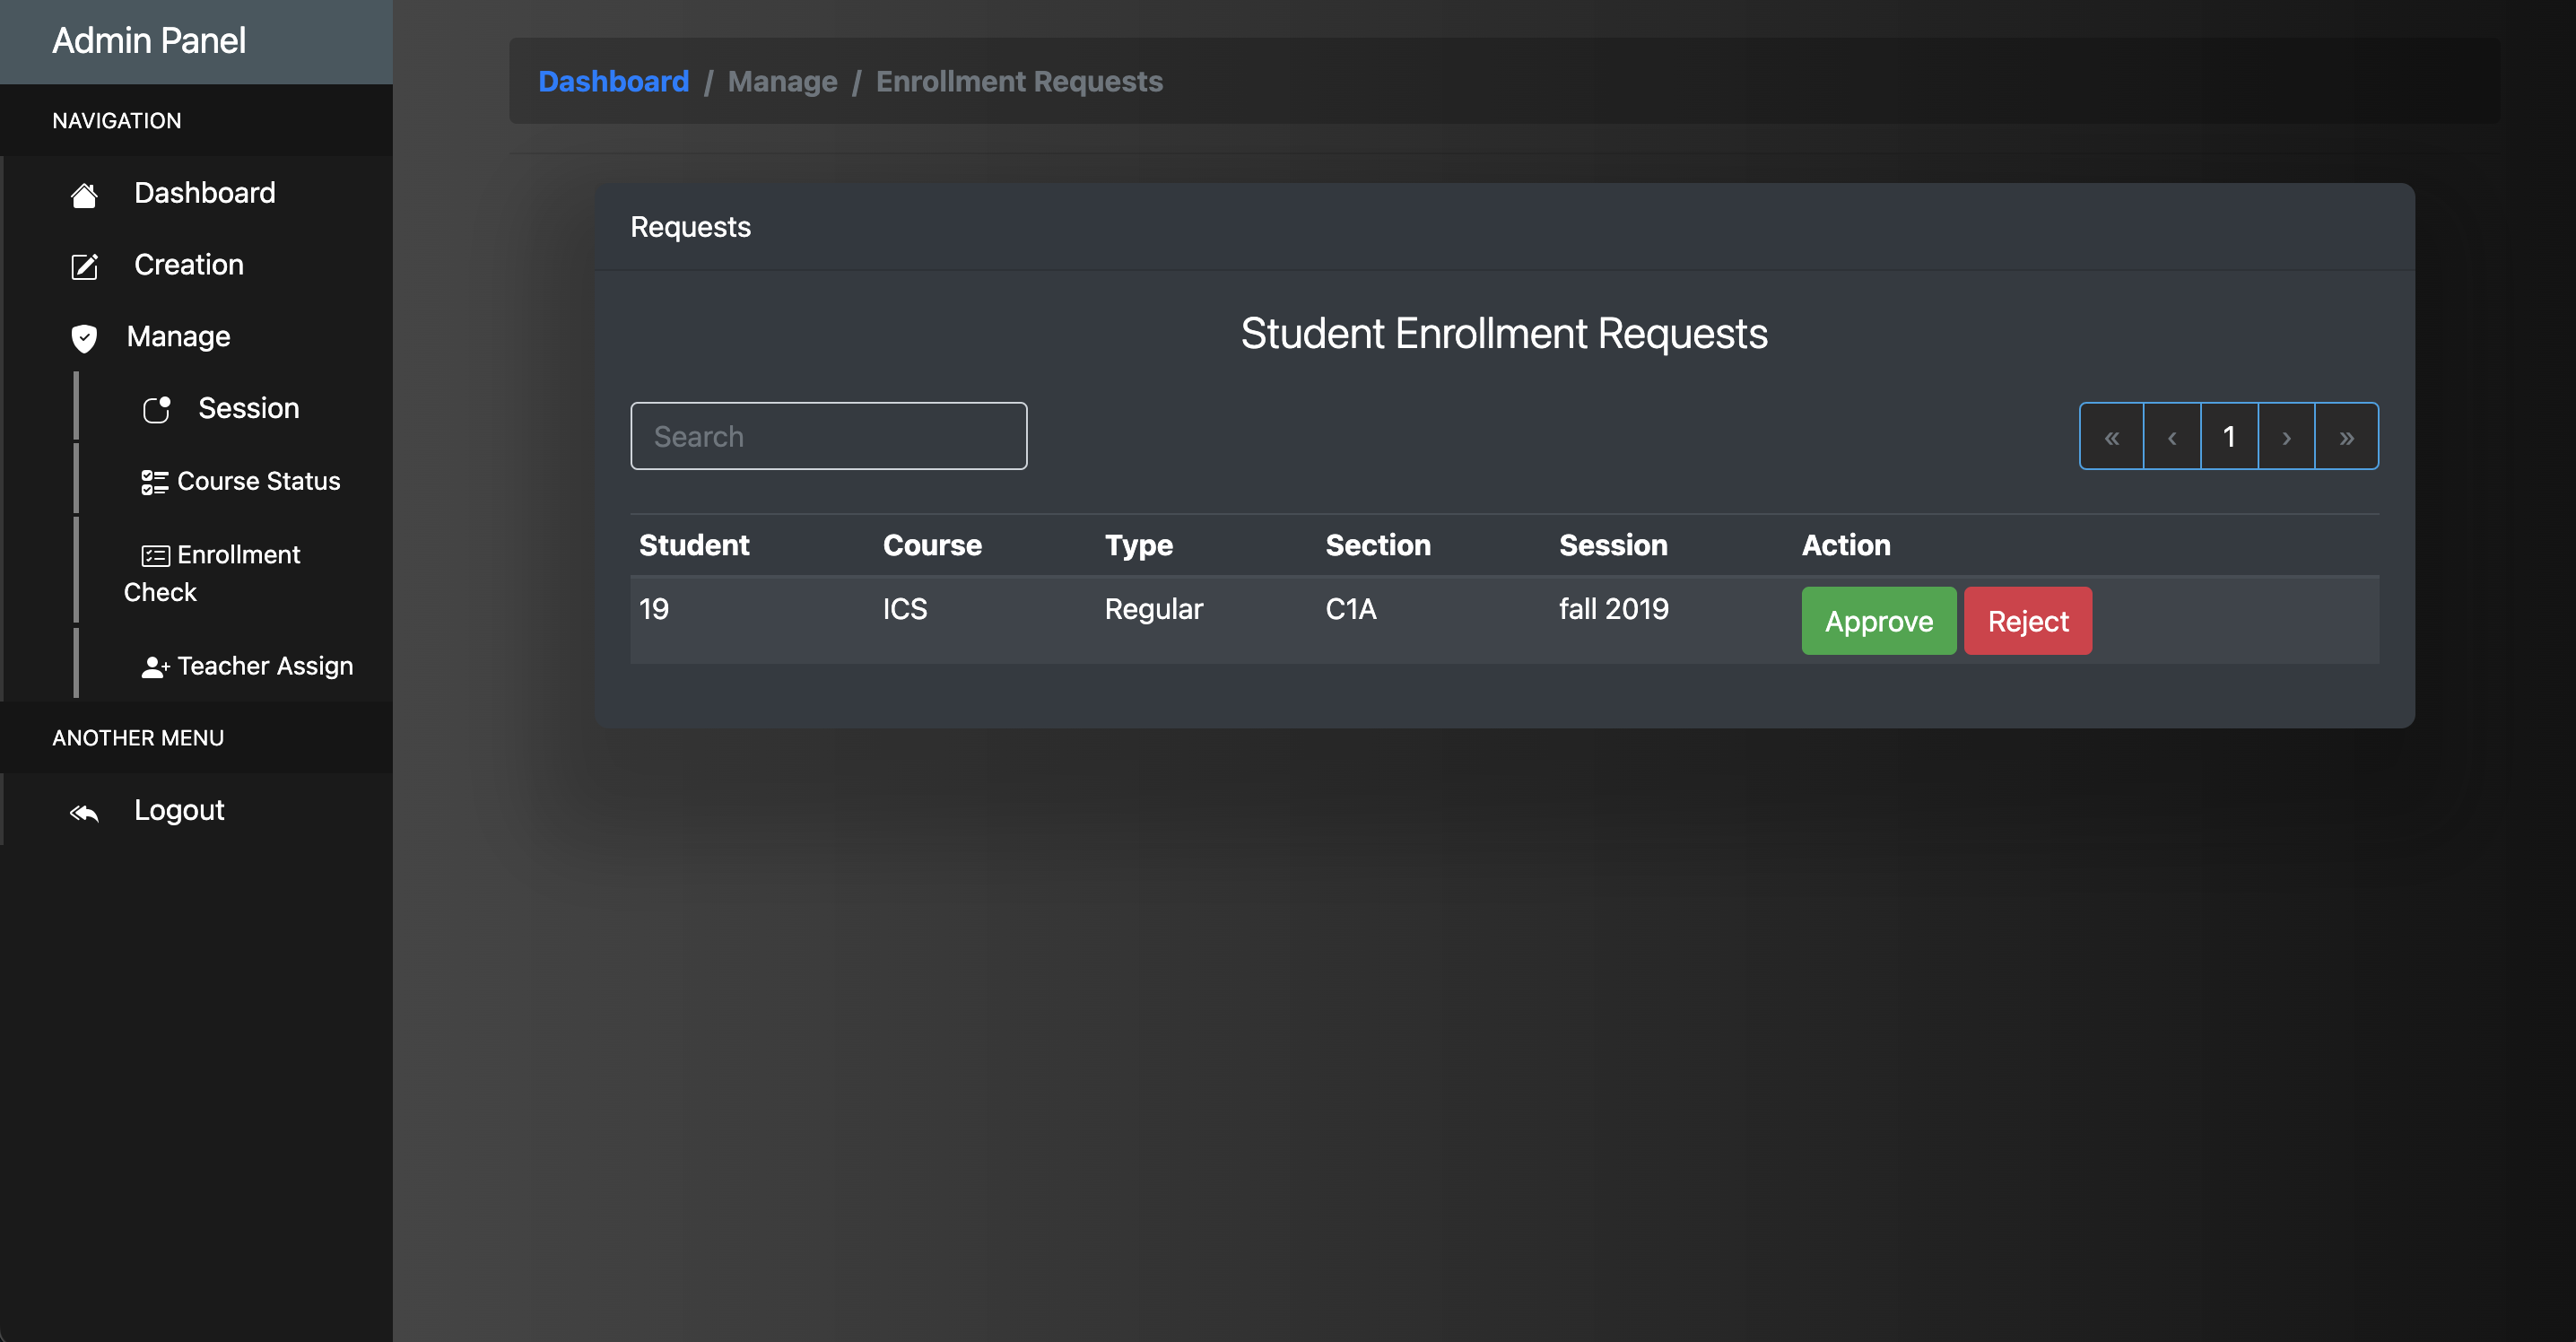 Admin Panel
NAVIGATION
Dashboard
Creation
Manage
Session
Course Status
Enrollment
Check
Teacher Assign
ANOTHER MENU
Logout
Dashboard / Manage / Enrollment Requests
Requests
Student Enrollment Requests
Search
« ‹ 1 › »
Student Course Type Section Session Action
19 ICS Regular C1A fall 2019 Approve Reject